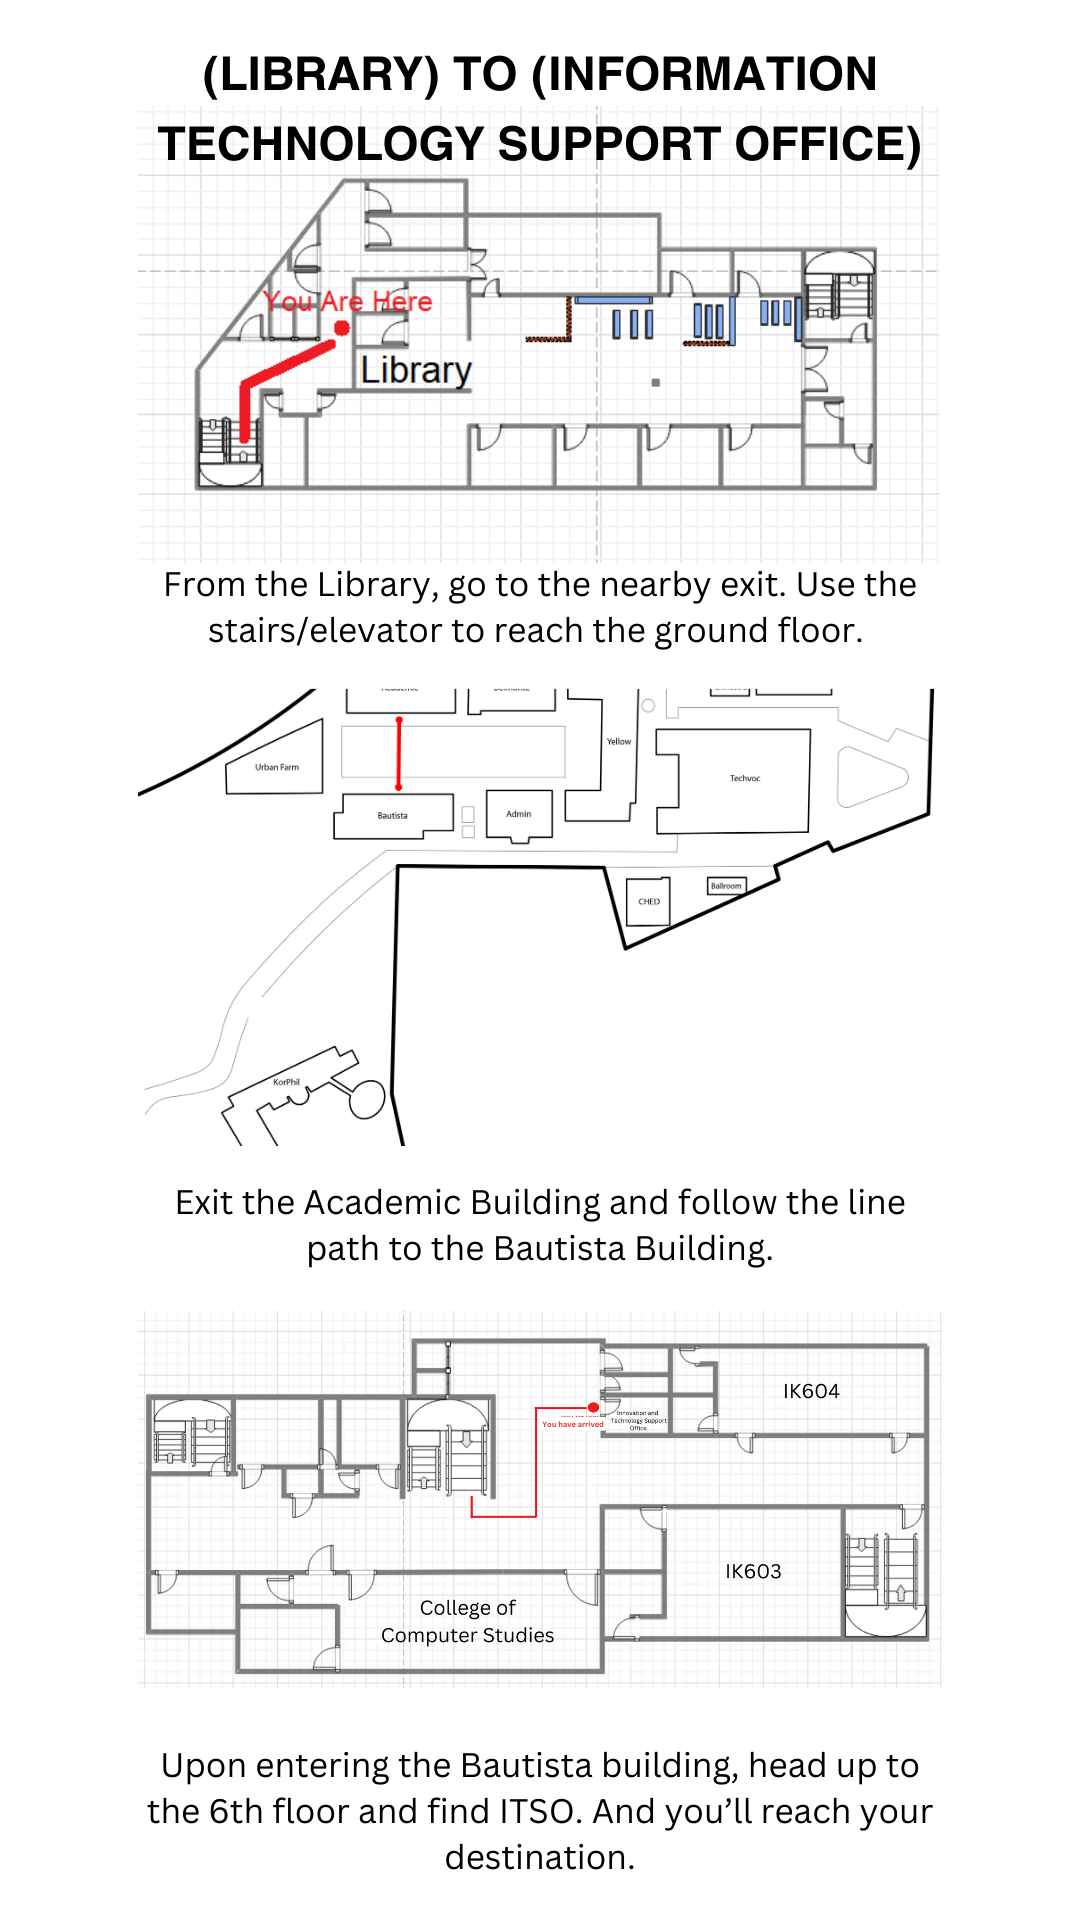 (LIBRARY) TO (INFORMATION
TECHNOLOGY SUPPORT OFFICE)
You Are Here
Library
From the Library, go to the nearby exit. Use the
stairs/elevator to reach the ground floor.
Academic
Belmonte
Yellow
Urban Farm
Techvoc
Bautista
Admin
CHED
Ballroom
KorPhil
Exit the Academic Building and follow the line
path to the Bautista Building.
IK604
Innovation and
Technology Support
Office
You have arrived
IK603
College of
Computer Studies
Upon entering the Bautista building, head up to
the 6th floor and find ITSO. And you’ll reach your
destination.